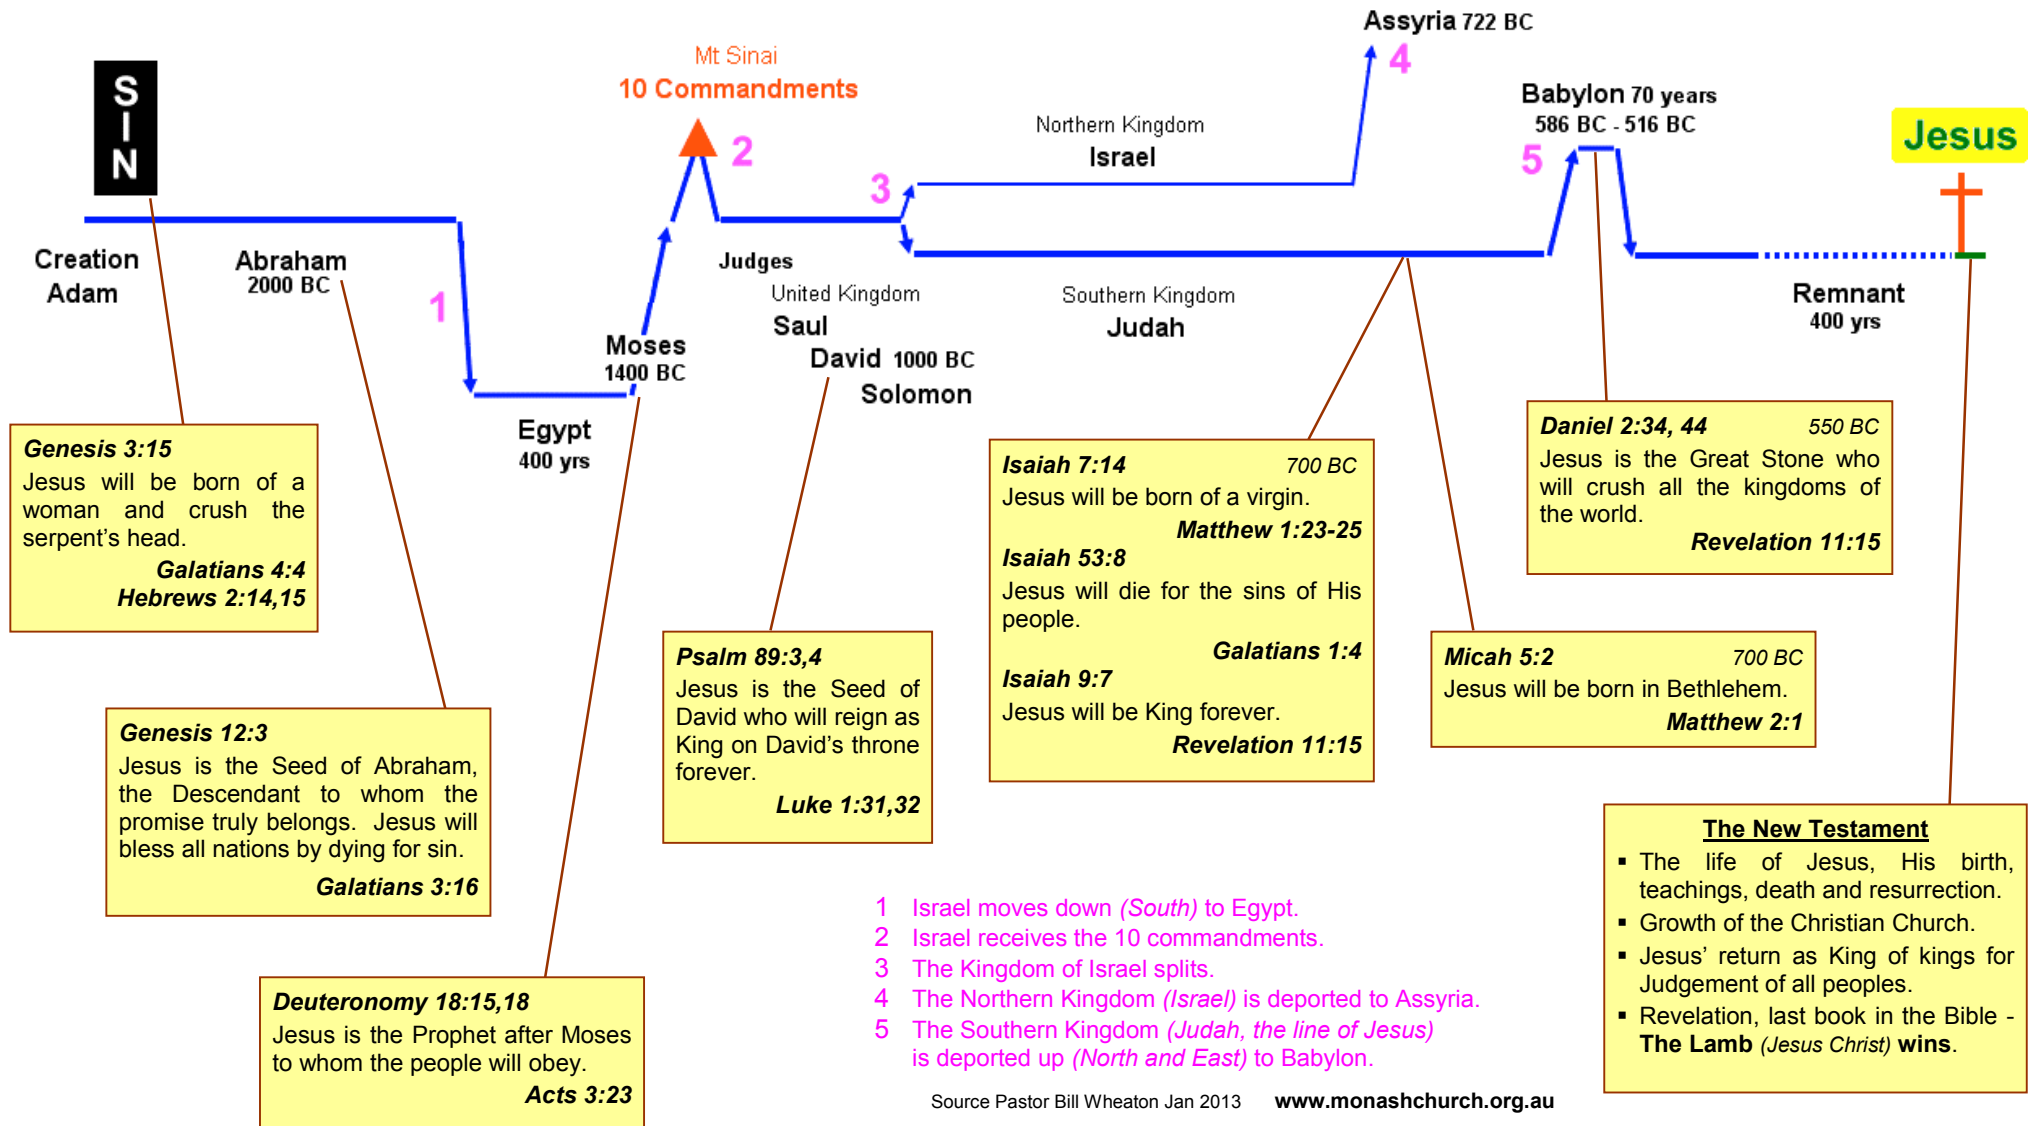 S
I
N
Mt Sinai
10 Commandments
2
Assyria 722 BC
4
Northern Kingdom
Israel
3
Babylon 70 years
586 BC - 516 BC
5
Jesus
Creation
Adam
Abraham
2000 BC
1
Egypt
400 yrs
Moses
1400 BC
Judges
United Kingdom
Saul
David 1000 BC
Solomon
Southern Kingdom
Judah
Remnant
400 yrs
Genesis 3:15
Jesus will be born of a
woman and crush the
serpent's head.
Galatians 4:4
Hebrews 2:14,15
Genesis 12:3
Jesus is the Seed of Abraham,
the Descendant to whom the
promise truly belongs. Jesus will
bless all nations by dying for sin.
Galatians 3:16
Deuteronomy 18:15,18
Jesus is the Prophet after Moses
to whom the people will obey.
Acts 3:23
Psalm 89:3,4
Jesus is the Seed of
David who will reign as
King on David's throne
forever.
Luke 1:31,32
Isaiah 7:14 700 BC
Jesus will be born of a virgin.
Matthew 1:23-25
Isaiah 53:8
Jesus will die for the sins of His
people.
Galatians 1:4
Isaiah 9:7
Jesus will be King forever.
Revelation 11:15
Daniel 2:34, 44 550 BC
Jesus is the Great Stone who
will crush all the kingdoms of
the world.
Revelation 11:15
Micah 5:2 700 BC
Jesus will be born in Bethlehem.
Matthew 2:1
The New Testament
▪ The life of Jesus, His birth,
teachings, death and resurrection.
▪ Growth of the Christian Church.
▪ Jesus' return as King of kings for
Judgement of all peoples.
▪ Revelation, last book in the Bible -
The Lamb (Jesus Christ) wins.
1 Israel moves down (South) to Egypt.
2 Israel receives the 10 commandments.
3 The Kingdom of Israel splits.
4 The Northern Kingdom (Israel) is deported to Assyria.
5 The Southern Kingdom (Judah, the line of Jesus)
is deported up (North and East) to Babylon.
Source Pastor Bill Wheaton Jan 2013 www.monashchurch.org.au